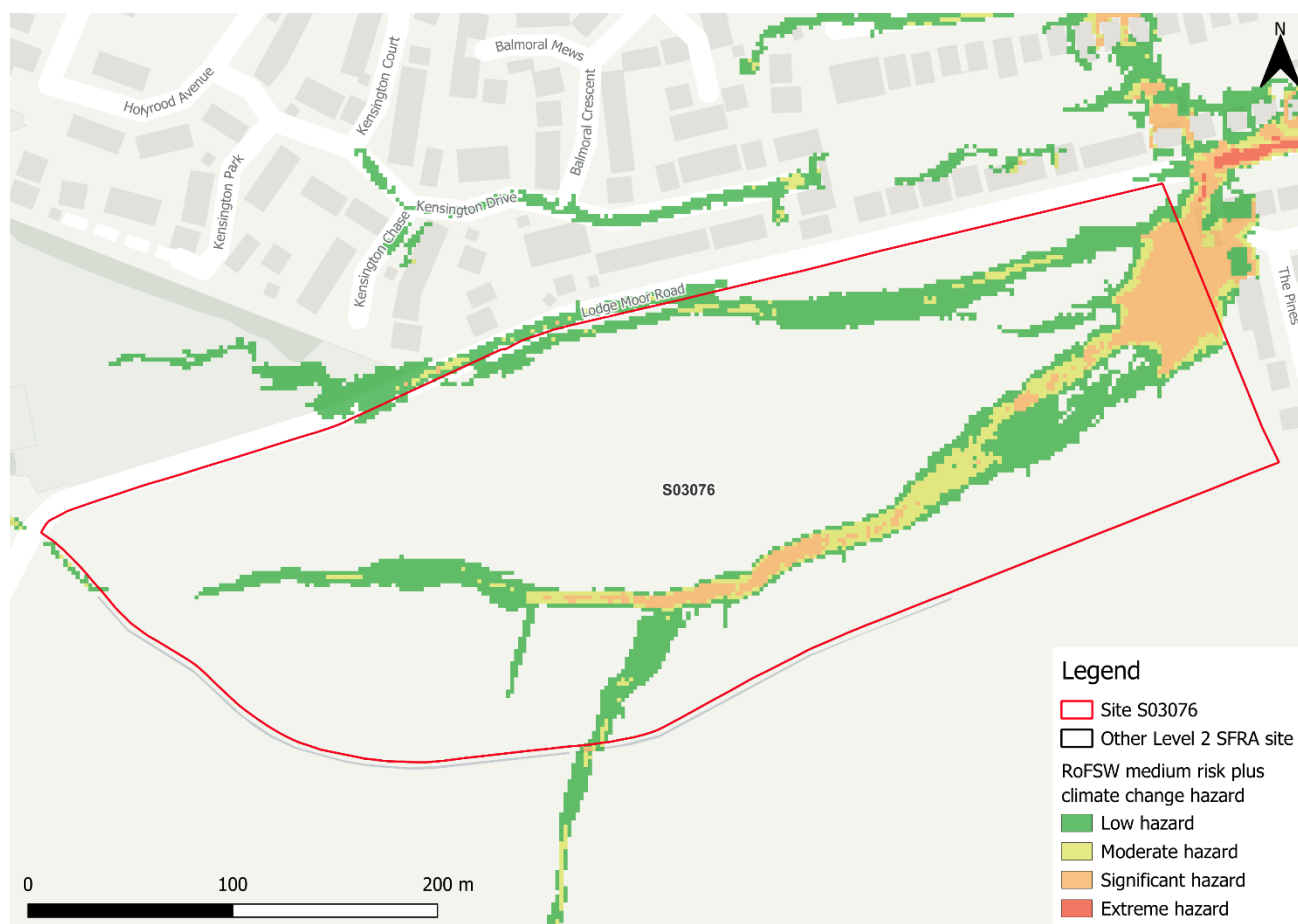 Balmoral Mews
Kensington Court
Holyrood Avenue
Balmoral Crescent
N
Kensington Park
Kensington Drive
Kensington Chase
The Pines
Lodge Moor Road
S03076
Legend
Site S03076
Other Level 2 SFRA site
RoFSW medium risk plus
climate change hazard
Low hazard
Moderate hazard
Significant hazard
Extreme hazard
0 100 200 m